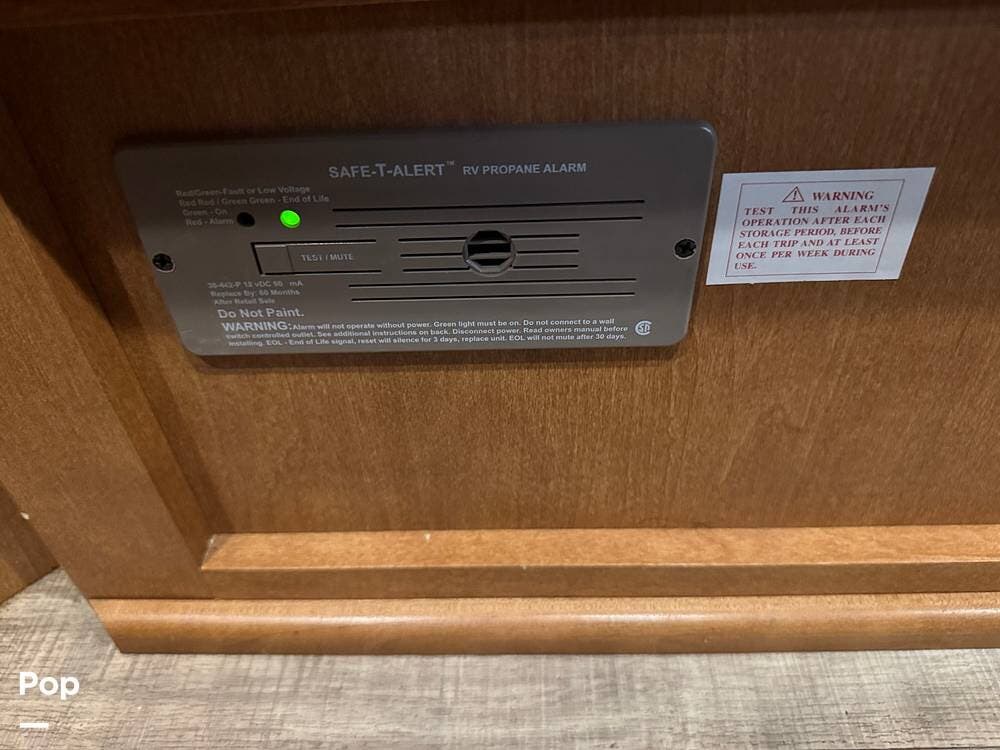 SAFE-T-ALERT™ RV PROPANE ALARM
Red/Green-Fault or Low Voltage
Red Red / Green Green - End of Life
Green - On
Red - Alarm
TEST / MUTE
30-442-P 12 vDC 50 mA
Replace By: 60 Months
After Retail Sale
Do Not Paint.
WARNING: Alarm will not operate without power. Green light must be on. Do not connect to a wall
switch controlled outlet. See additional instructions on back. Disconnect power. Read owners manual before
installing. EOL - End of Life signal, reset will silence for 3 days, replace unit. EOL will not mute after 30 days.
WARNING
TEST THIS ALARM'S
OPERATION AFTER EACH
STORAGE PERIOD, BEFORE
EACH TRIP AND AT LEAST
ONCE PER WEEK DURING
USE.
Pop